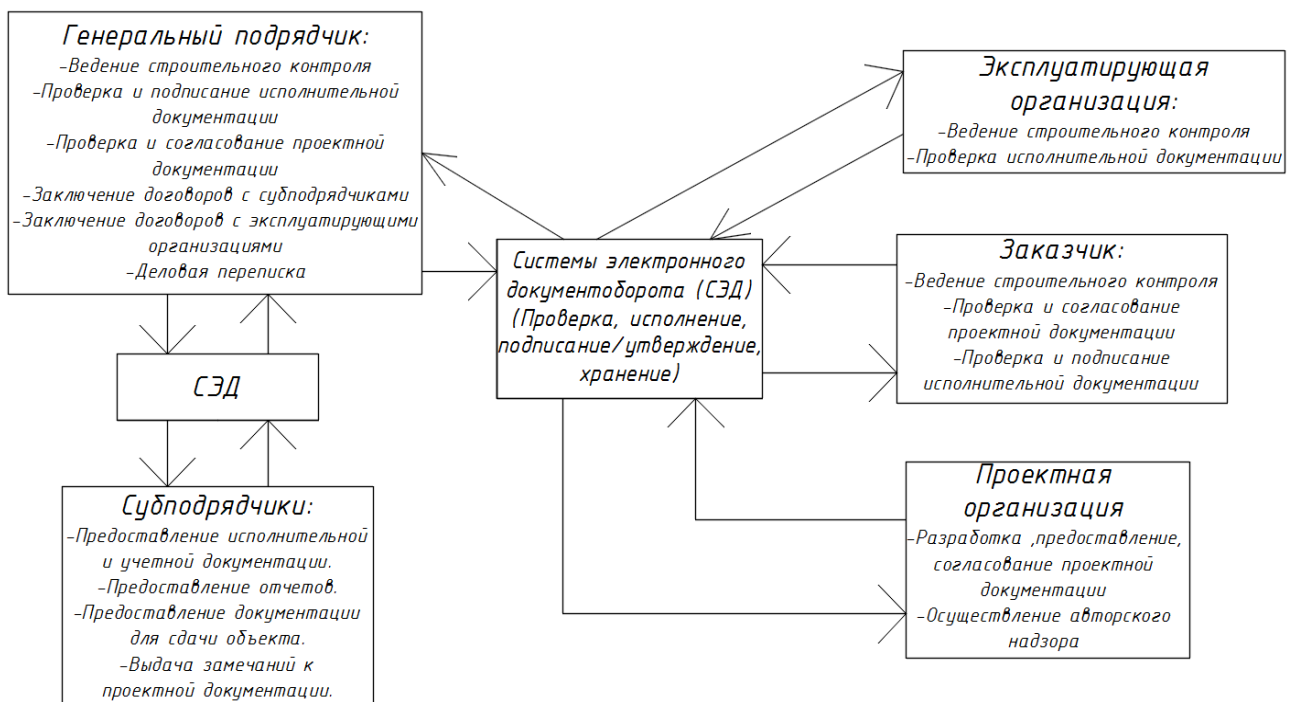 Генеральный подрядчик:
-Ведение строительного контроля
-Проверка и подписание исполнительной
документации
-Проверка и согласование проектной
документации
-Заключение договоров с субподрядчиками
-Заключение договоров с эксплуатирующими
организациями
-Деловая переписка
СЭД
Субподрядчики:
-Предоставление исполнительной
и учетной документации.
-Предоставление отчетов.
-Предоставление документации
для сдачи объекта.
-Выдача замечаний к
проектной документации.
Системы электронного
документоборота (СЭД)
(Проверка, исполнение,
подписание/утверждение,
хранение)
Эксплуатирующая
организация:
-Ведение строительного контроля
-Проверка исполнительной документации
Заказчик:
-Ведение строительного контроля
-Проверка и согласование
проектной документации
-Проверка и подписание
исполнительной документации
Проектная
организация
-Разработка ,предоставление,
согласование проектной
документации
-Осуществление авторского
надзора